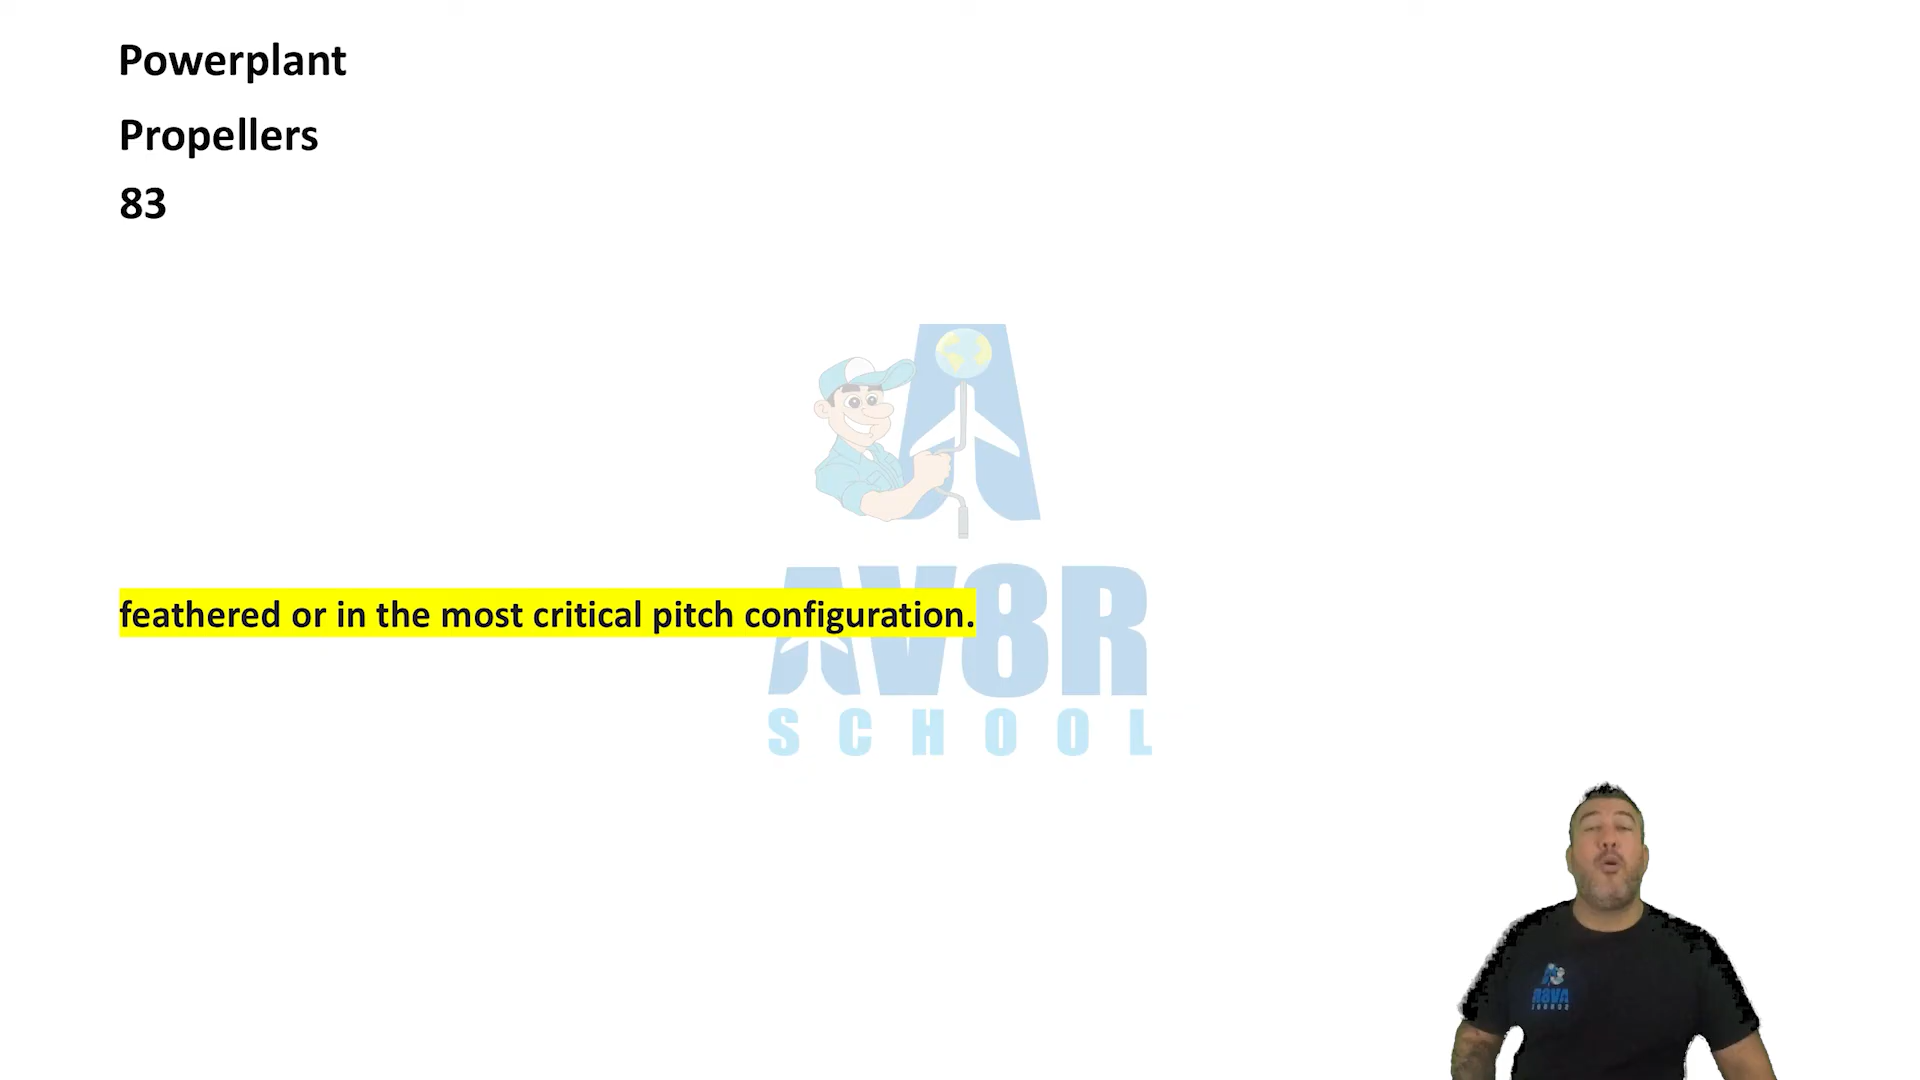 Powerplant
Propellers
83
feathered or in the most critical pitch configuration.
AV8R
SCHOOL